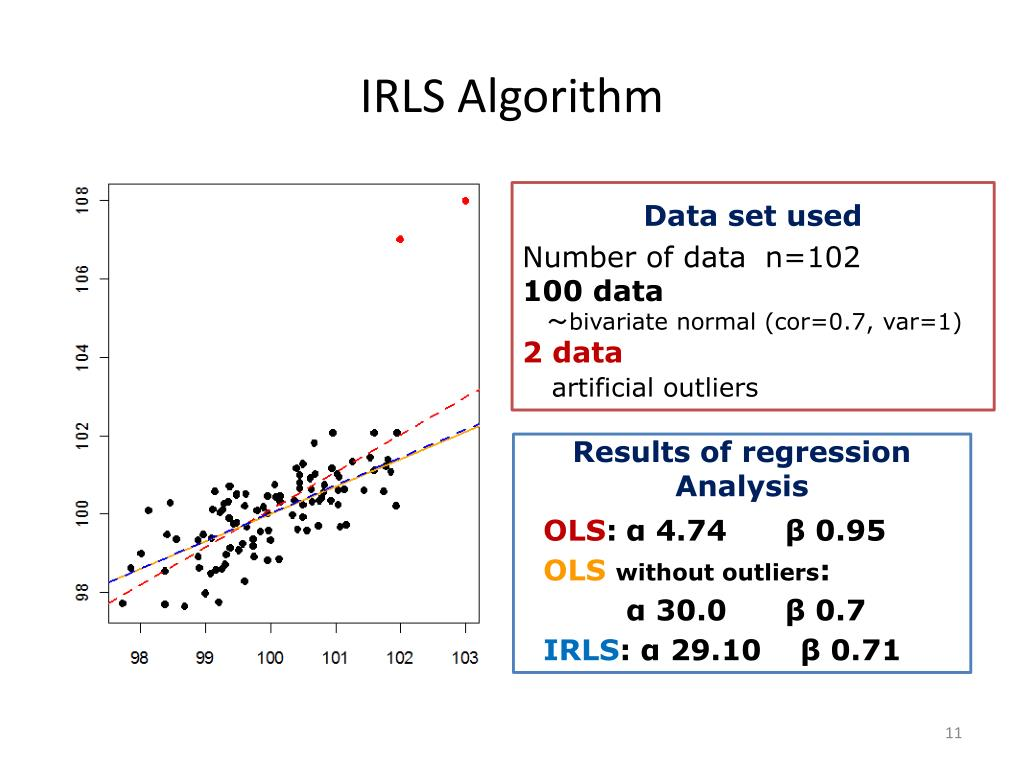 IRLS Algorithm
108
106
104
102
100
98
98 99 100 101 102 103
Data set used
Number of data n=102
100 data
~bivariate normal (cor=0.7, var=1)
2 data
artificial outliers
Results of regression
Analysis
OLS: α 4.74 β 0.95
OLS without outliers:
α 30.0 β 0.7
IRLS: α 29.10 β 0.71
11